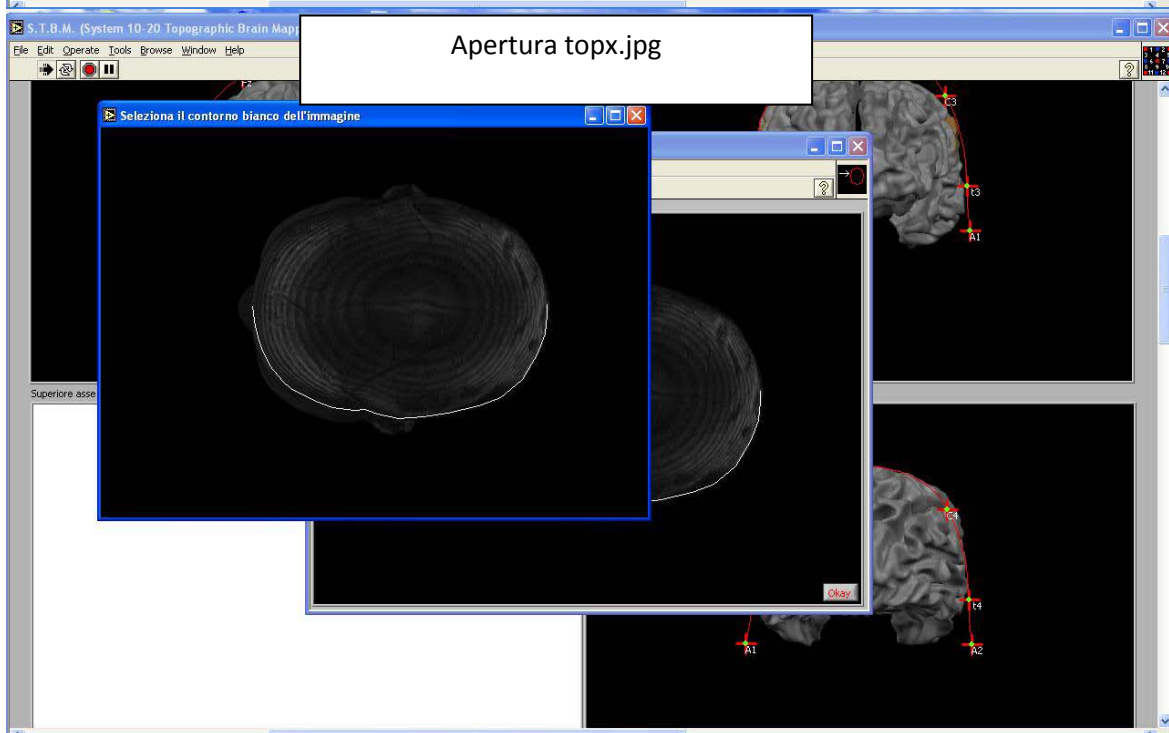 S.T.B.M. (System 10-20 Topographic Brain Mapp
Apertura topx.jpg
File Edit Operate Tools Browse Window Help
Seleziona il contorno bianco dell'immagine
C3
t3
A1
Superiore asse
Okay
C4
t4
A1
A2